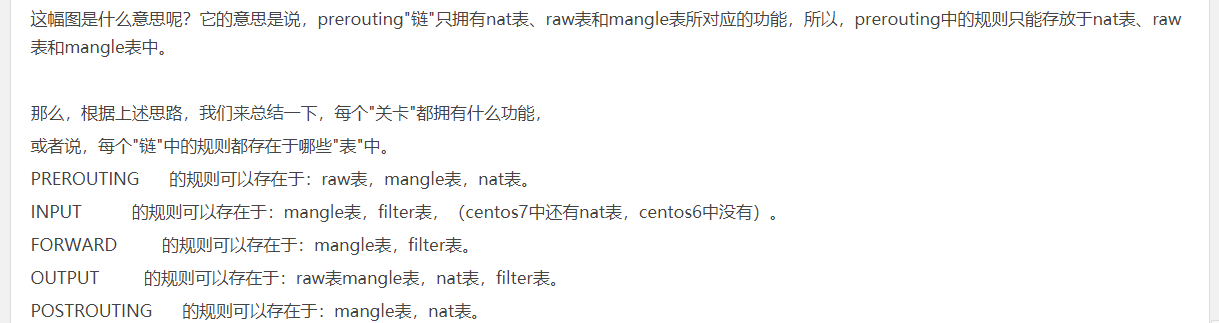 这幅图是什么意思呢？它的意思是说，prerouting"链"只拥有nat表、raw表和mangle表所对应的功能，所以，prerouting中的规则只能存放于nat表、raw
表和mangle表中。
那么，根据上述思路，我们来总结一下，每个"关卡"都拥有什么功能，
或者说，每个"链"中的规则都存在于哪些"表"中。
PREROUTING 的规则可以存在于：raw表，mangle表，nat表。
INPUT 的规则可以存在于：mangle表，filter表，（centos7中还有nat表，centos6中没有）。
FORWARD 的规则可以存在于：mangle表，filter表。
OUTPUT 的规则可以存在于：raw表mangle表，nat表，filter表。
POSTROUTING 的规则可以存在于：mangle表，nat表。